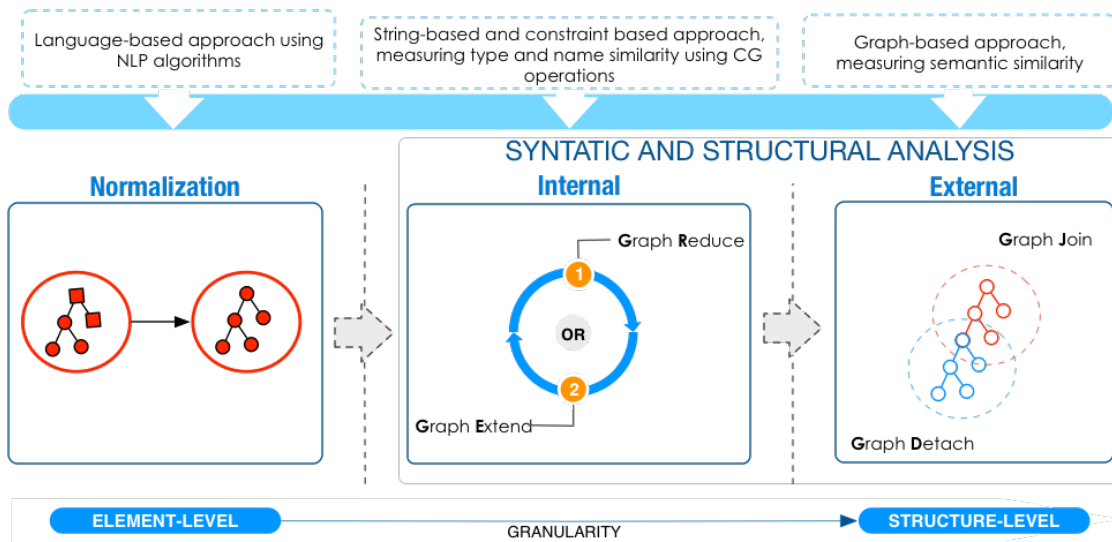 Language-based approach using
NLP algorithms
String-based and constraint based approach,
measuring type and name similarity using CG
operations
Graph-based approach,
measuring semantic similarity
SYNTATIC AND STRUCTURAL ANALYSIS
Normalization
Internal
External
Graph Reduce
1
OR
2
Graph Extend
Graph Join
Graph Detach
ELEMENT-LEVEL
GRANULARITY
STRUCTURE-LEVEL